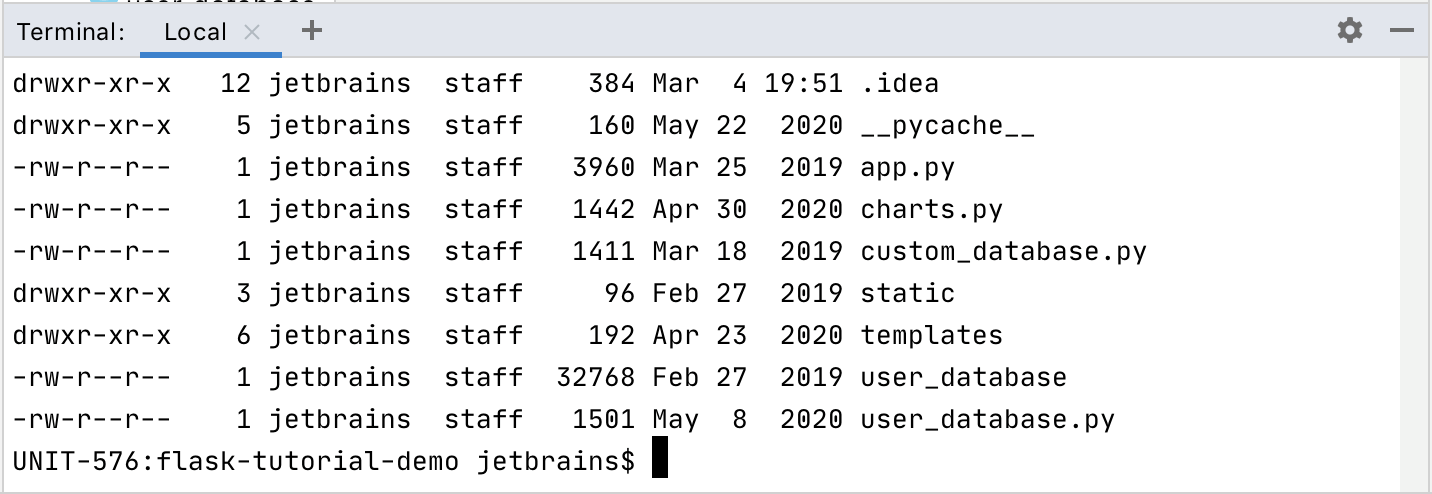 Terminal: Local × +
drwxr-xr-x   12 jetbrains  staff    384 Mar  4 19:51 .idea
drwxr-xr-x    5 jetbrains  staff    160 May 22  2020 __pycache__
-rw-r--r--    1 jetbrains  staff   3960 Mar 25  2019 app.py
-rw-r--r--    1 jetbrains  staff   1442 Apr 30  2020 charts.py
-rw-r--r--    1 jetbrains  staff   1411 Mar 18  2019 custom_database.py
drwxr-xr-x    3 jetbrains  staff     96 Feb 27  2019 static
drwxr-xr-x    6 jetbrains  staff    192 Apr 23  2020 templates
-rw-r--r--    1 jetbrains  staff  32768 Feb 27  2019 user_database
-rw-r--r--    1 jetbrains  staff   1501 May  8  2020 user_database.py
UNIT-576:flask-tutorial-demo jetbrains$